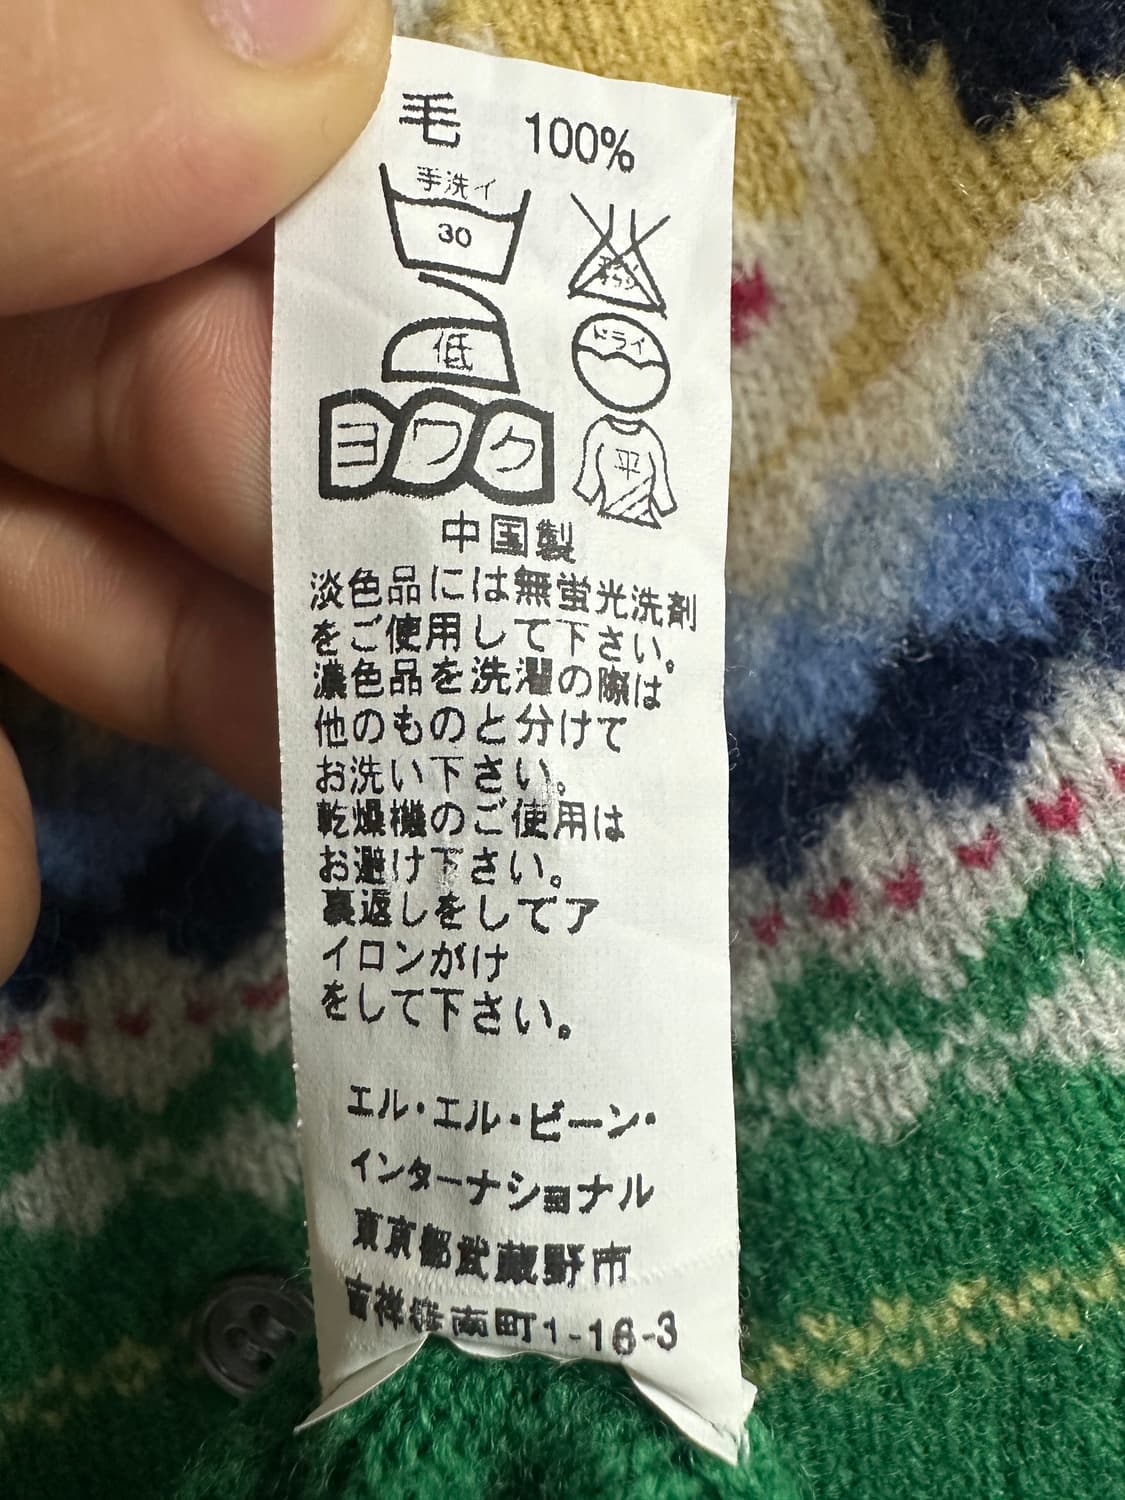 毛 100%
手洗イ
30
エンソ
サラシ
低
ドライ
ヨワク
平
中国製
淡色品には無蛍光洗剤
をご使用して下さい。
濃色品を洗濯の際は
他のものと分けて
お洗い下さい。
乾燥機のご使用は
お避け下さい。
裏返しをしてア
イロンがけ
をして下さい。
エル・エル・ビーン・
インターナショナル
東京都武蔵野市
吉祥寺南町1-16-3